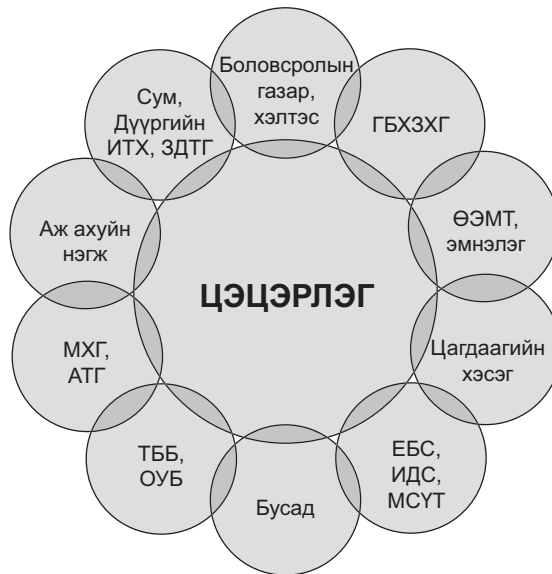 Боловсролын
газар,
хэлтэс
ГБХЗХГ
ӨЭМТ,
эмнэлэг
Цагдаагийн
хэсэг
ЕБС,
ИДС,
МСҮТ
Бусад
ТББ,
ОУБ
МХГ,
АТГ
Аж ахуйн
нэгж
Сум,
Дүүргийн
ИТХ, ЗДТГ
ЦЭЦЭРЛЭГ